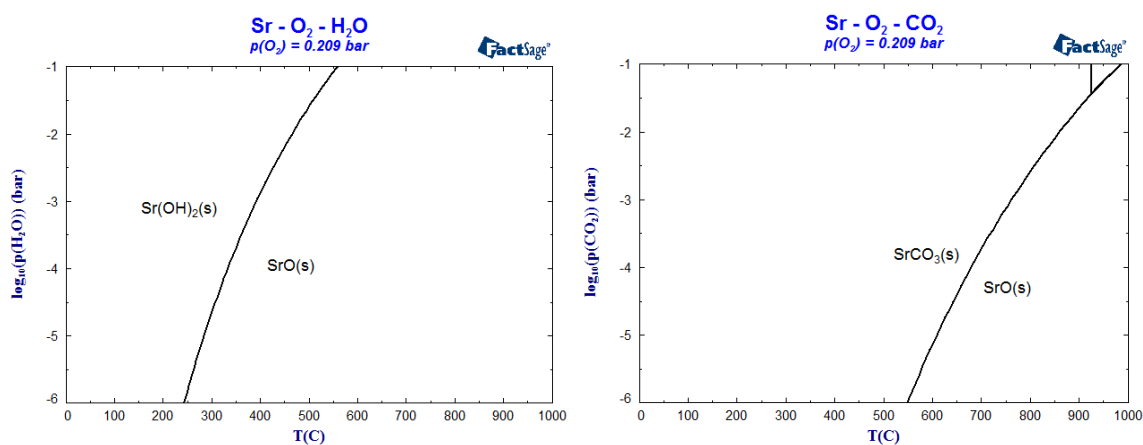 Sr - O₂ - H₂O
p(O₂) = 0.209 bar
FactSage™
log₁₀(p(H₂O)) (bar)
-1
-2
-3
-4
-5
-6
Sr(OH)₂(s)
SrO(s)
0 100 200 300 400 500 600 700 800 900 1000
T(C)
Sr - O₂ - CO₂
p(O₂) = 0.209 bar
FactSage™
log₁₀(p(CO₂)) (bar)
-1
-2
-3
-4
-5
-6
SrCO₃(s)
SrO(s)
0 100 200 300 400 500 600 700 800 900 1000
T(C)